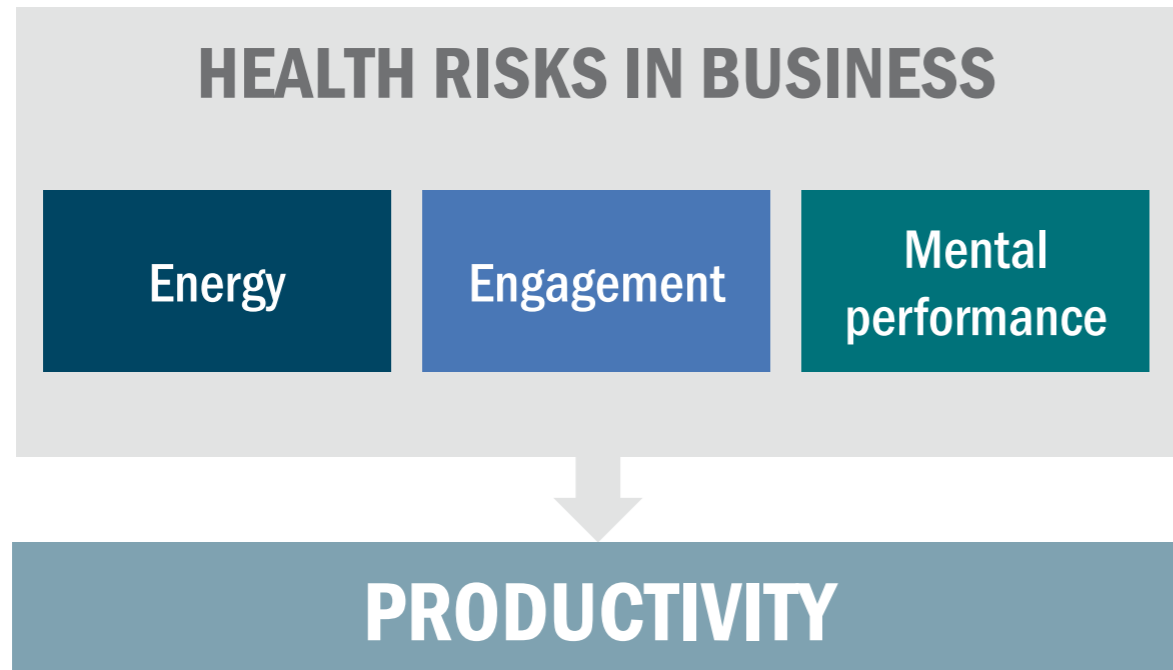 HEALTH RISKS IN BUSINESS
Energy
Engagement
Mental
performance
PRODUCTIVITY